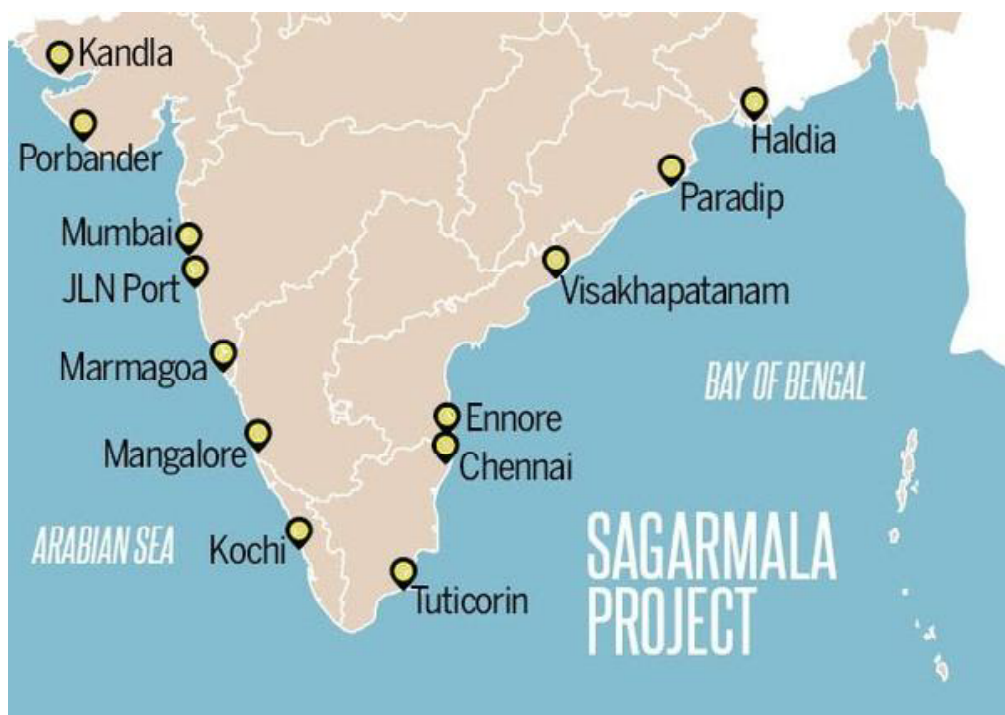 Kandla
Porbander
Haldia
Paradip
Mumbai
JLN Port
Visakhapatanam
Marmagoa
BAY OF BENGAL
Ennore
Mangalore
Chennai
ARABIAN SEA
Kochi
SAGARMALA
PROJECT
Tuticorin